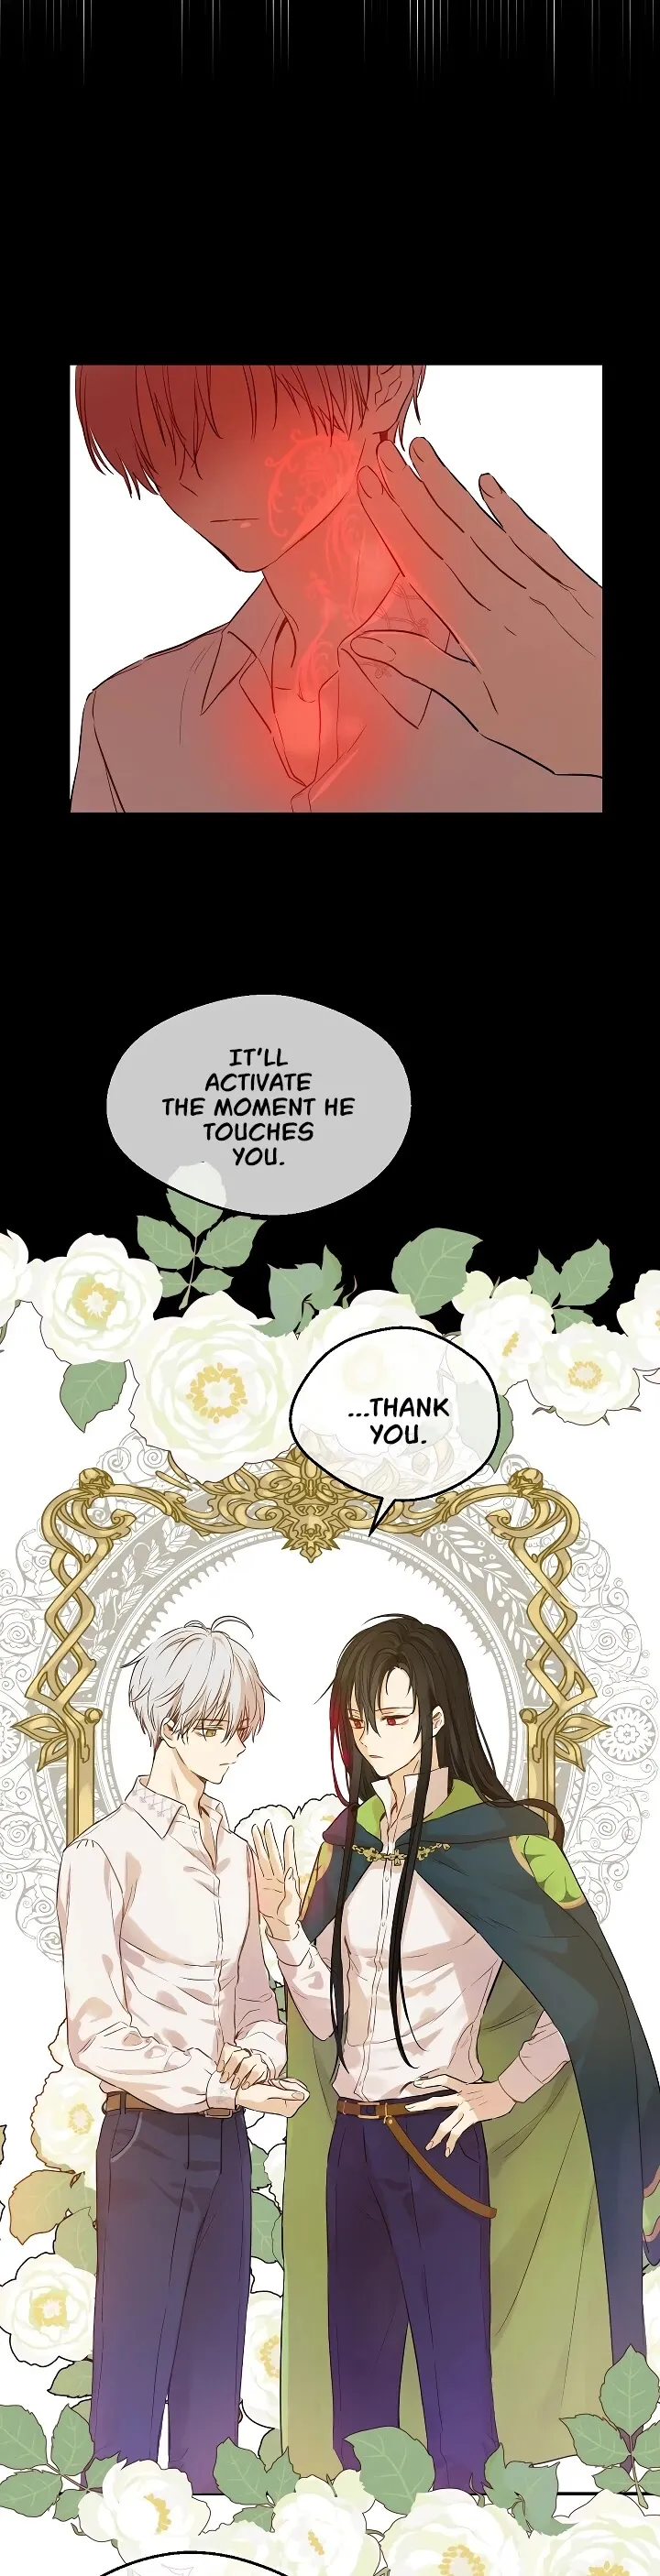 IT'LL
ACTIVATE
THE MOMENT HE
TOUCHES
YOU.
...THANK
YOU.